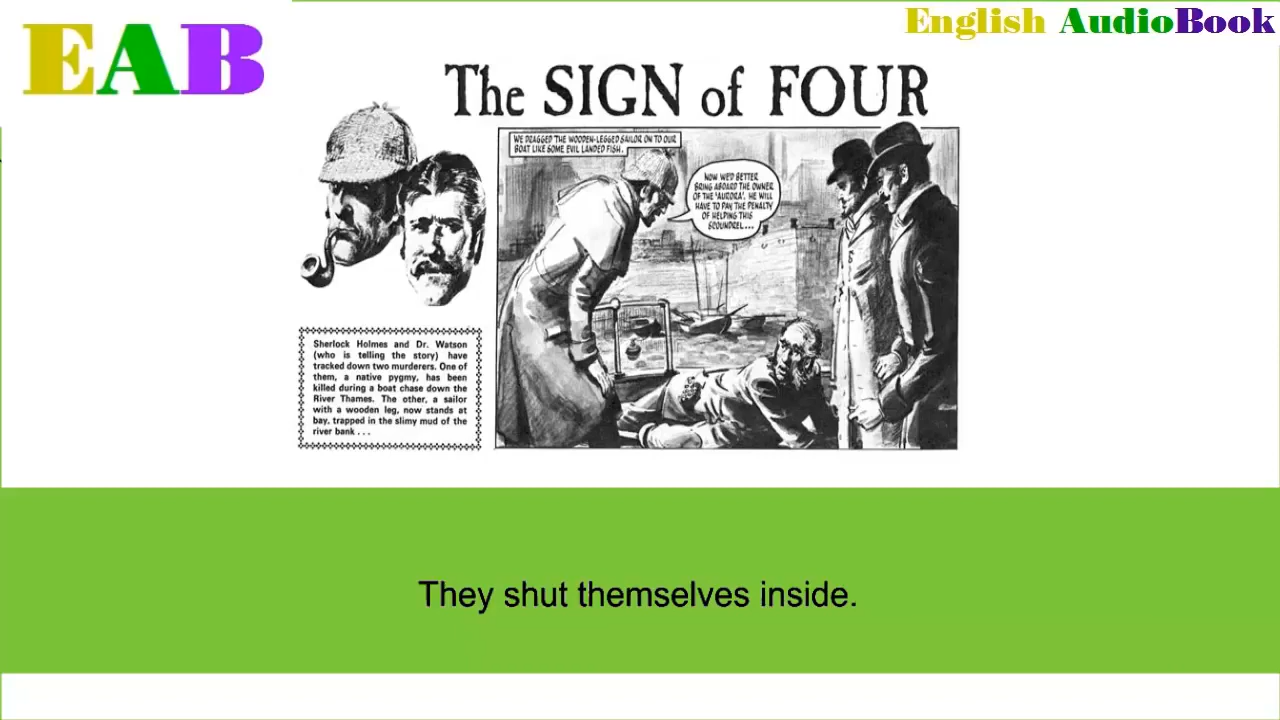 EAB
English AudioBook
The SIGN of FOUR
WE DRAGGED THE WOODEN-LEGGED SAILOR ON TO OUR
BOAT LIKE SOME EVIL LANDED FISH.
NOW WE'D BETTER
BRING ABOARD THE OWNER
OF THE 'AURORA'. HE WILL
HAVE TO PAY THE PENALTY
OF HELPING THIS
SCOUNDREL...
Sherlock Holmes and Dr. Watson
(who is telling the story) have
tracked down two murderers. One of
them, a native pygmy, has been
killed during a boat chase down the
River Thames. The other, a sailor
with a wooden leg, now stands at
bay, trapped in the slimy mud of the
river bank . . .
They shut themselves inside.